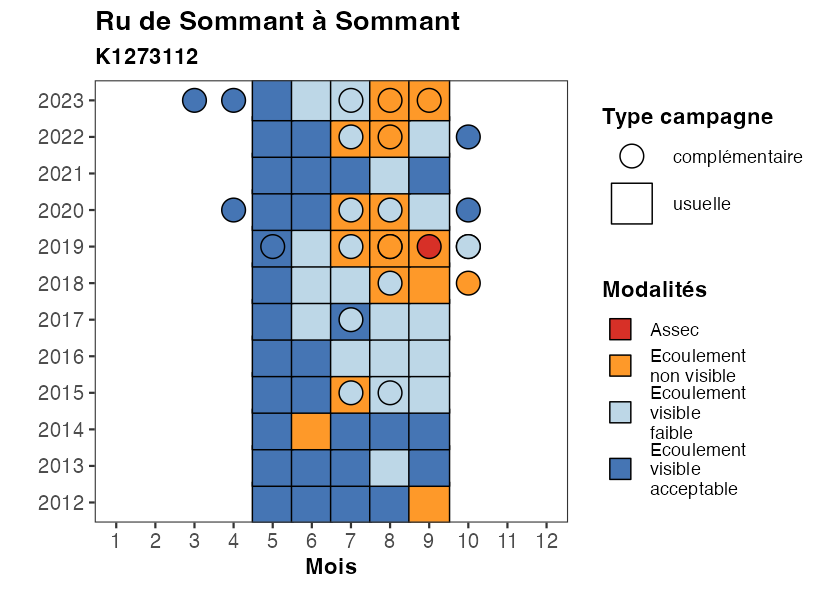 Ru de Sommant à Sommant
K1273112
2023
2022
2021
2020
2019
2018
2017
2016
2015
2014
2013
2012
1 2 3 4 5 6 7 8 9 10 11 12
Mois
Type campagne
complémentaire
usuelle
Modalités
Assec
Ecoulement
non visible
Ecoulement
visible
faible
Ecoulement
visible
acceptable